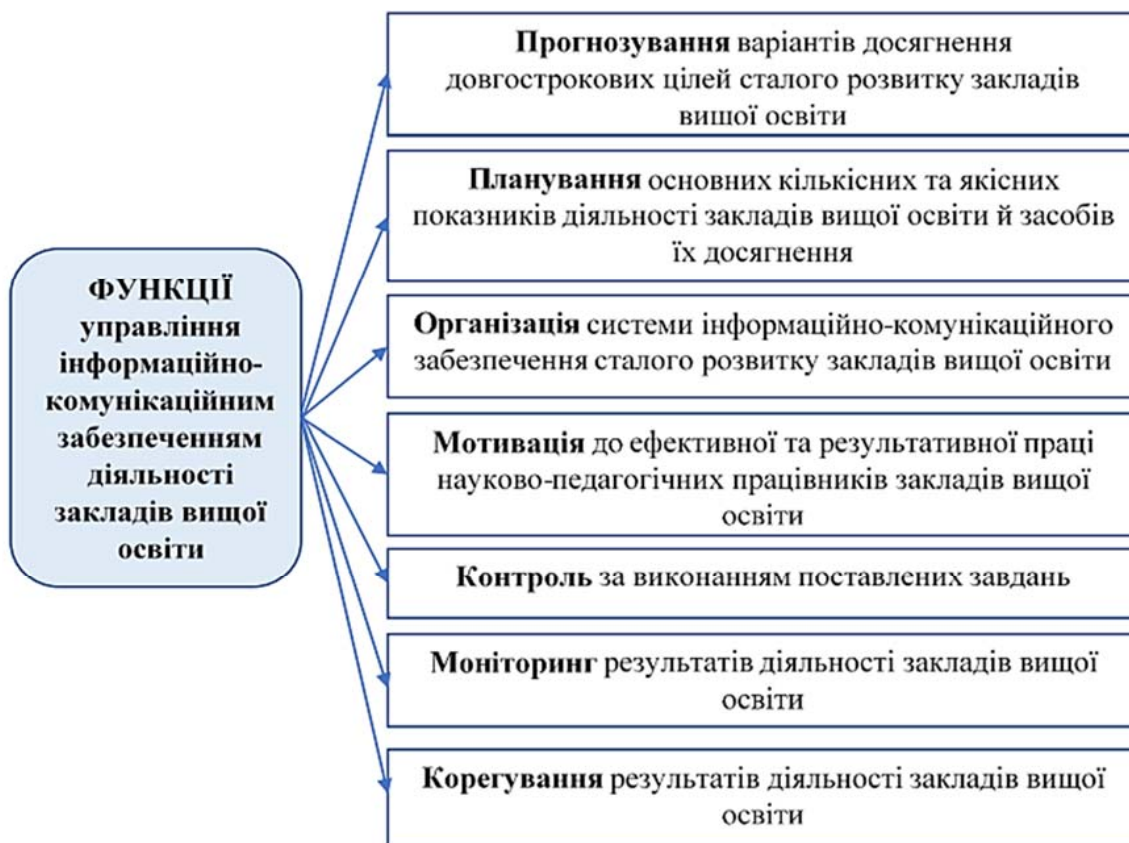 ФУНКЦІЇ
управління
інформаційно-
комунікаційним
забезпеченням
діяльності
закладів вищої
освіти
Прогнозування варіантів досягнення
довгострокових цілей сталого розвитку закладів
вищої освіти
Планування основних кількісних та якісних
показників діяльності закладів вищої освіти й засобів
їх досягнення
Організація системи інформаційно-комунікаційного
забезпечення сталого розвитку закладів вищої освіти
Мотивація до ефективної та результативної праці
науково-педагогічних працівників закладів вищої
освіти
Контроль за виконанням поставлених завдань
Моніторинг результатів діяльності закладів вищої
освіти
Корегування результатів діяльності закладів вищої
освіти